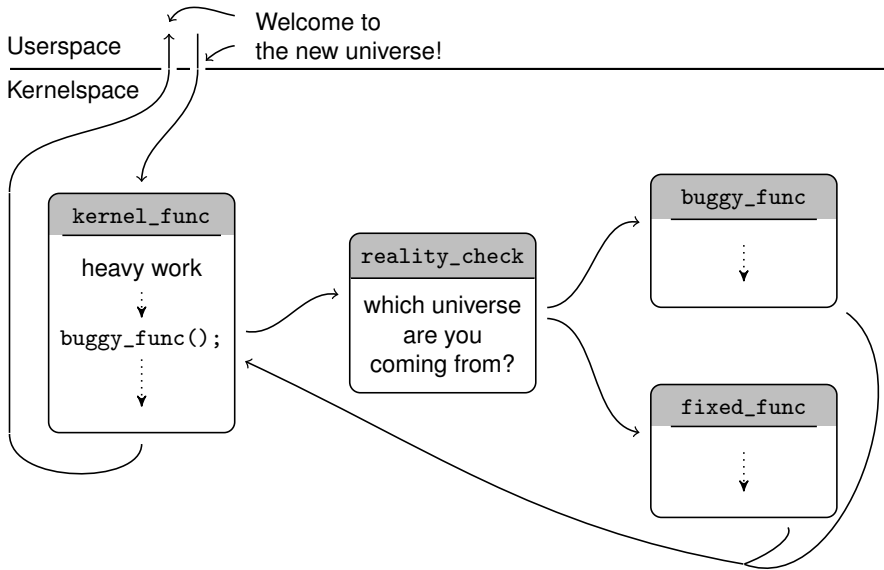 Welcome to
the new universe!
Userspace
Kernelspace
kernel_func
heavy work
buggy_func();
reality_check
which universe
are you
coming from?
buggy_func
fixed_func